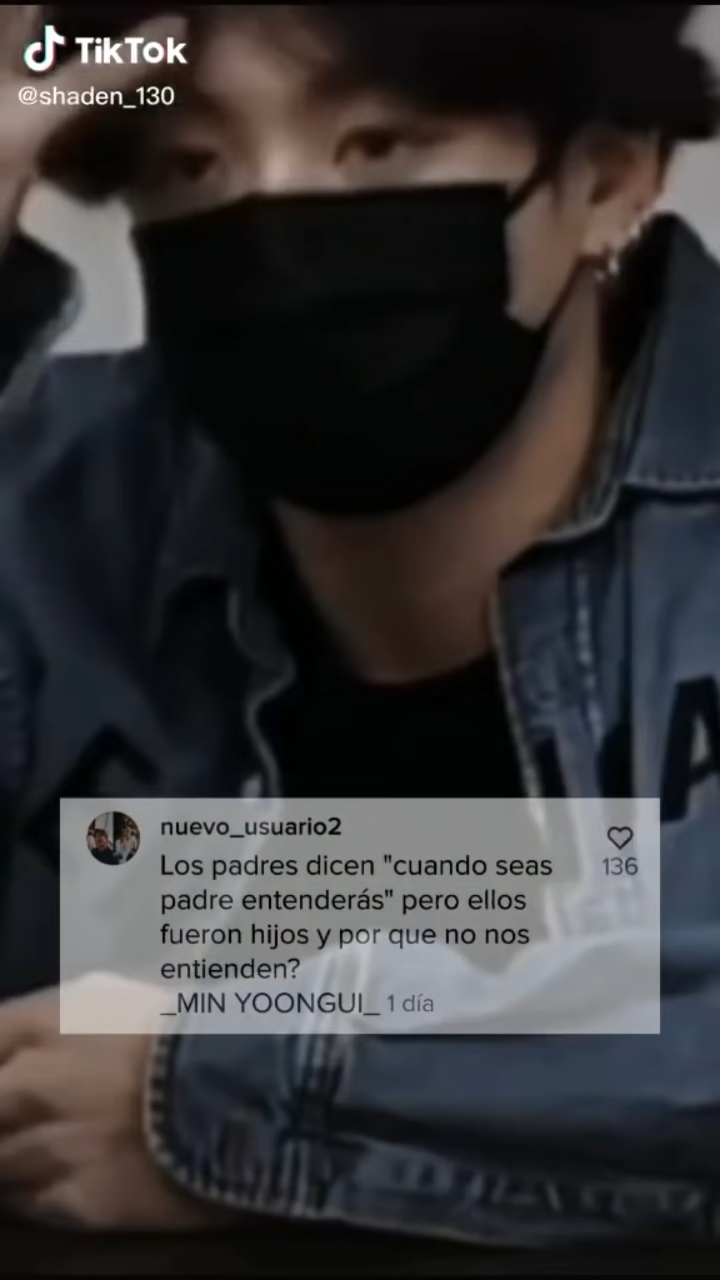 TikTok
@shaden_130
nuevo_usuario2
Los padres dicen "cuando seas
136
padre entenderás" pero ellos
fueron hijos y por que no nos
entienden?
_MIN YOONGUI_ 1 día